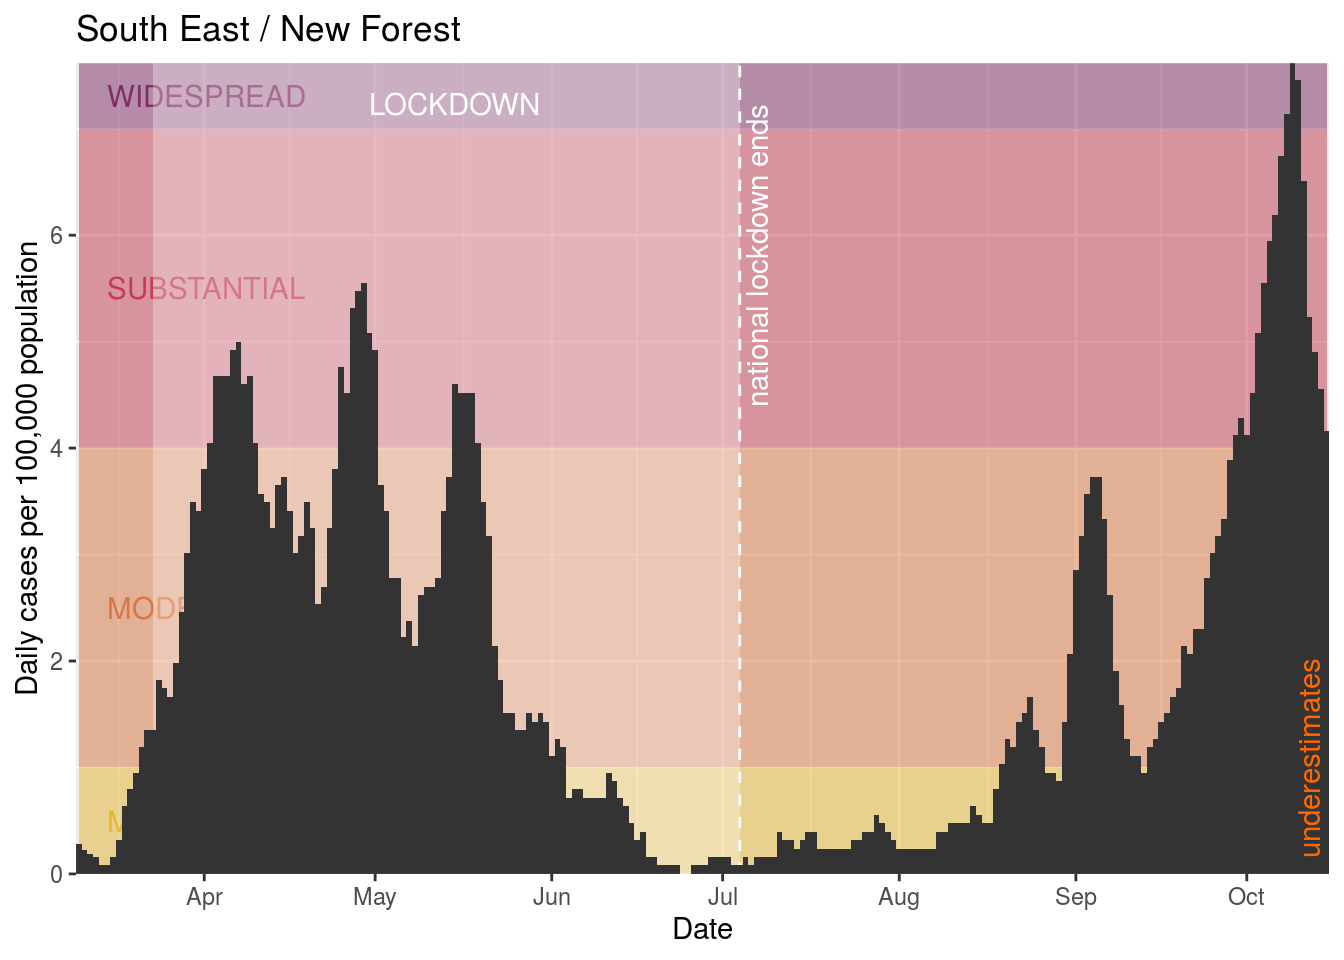 South East / New Forest
WIDESPREAD
LOCKDOWN
national lockdown ends
SUBSTANTIAL
underestimates
Daily cases per 100,000 population
6
4
2
0
Apr
May
Jun
Jul
Aug
Sep
Oct
Date